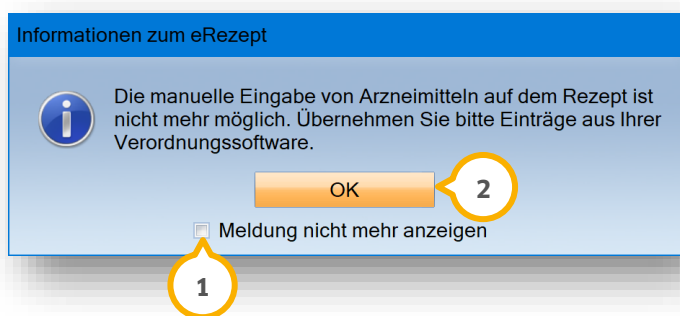 Informationen zum eRezept
Die manuelle Eingabe von Arzneimitteln auf dem Rezept ist
nicht mehr möglich. Übernehmen Sie bitte Einträge aus Ihrer
Verordnungssoftware.
OK
2
Meldung nicht mehr anzeigen
1